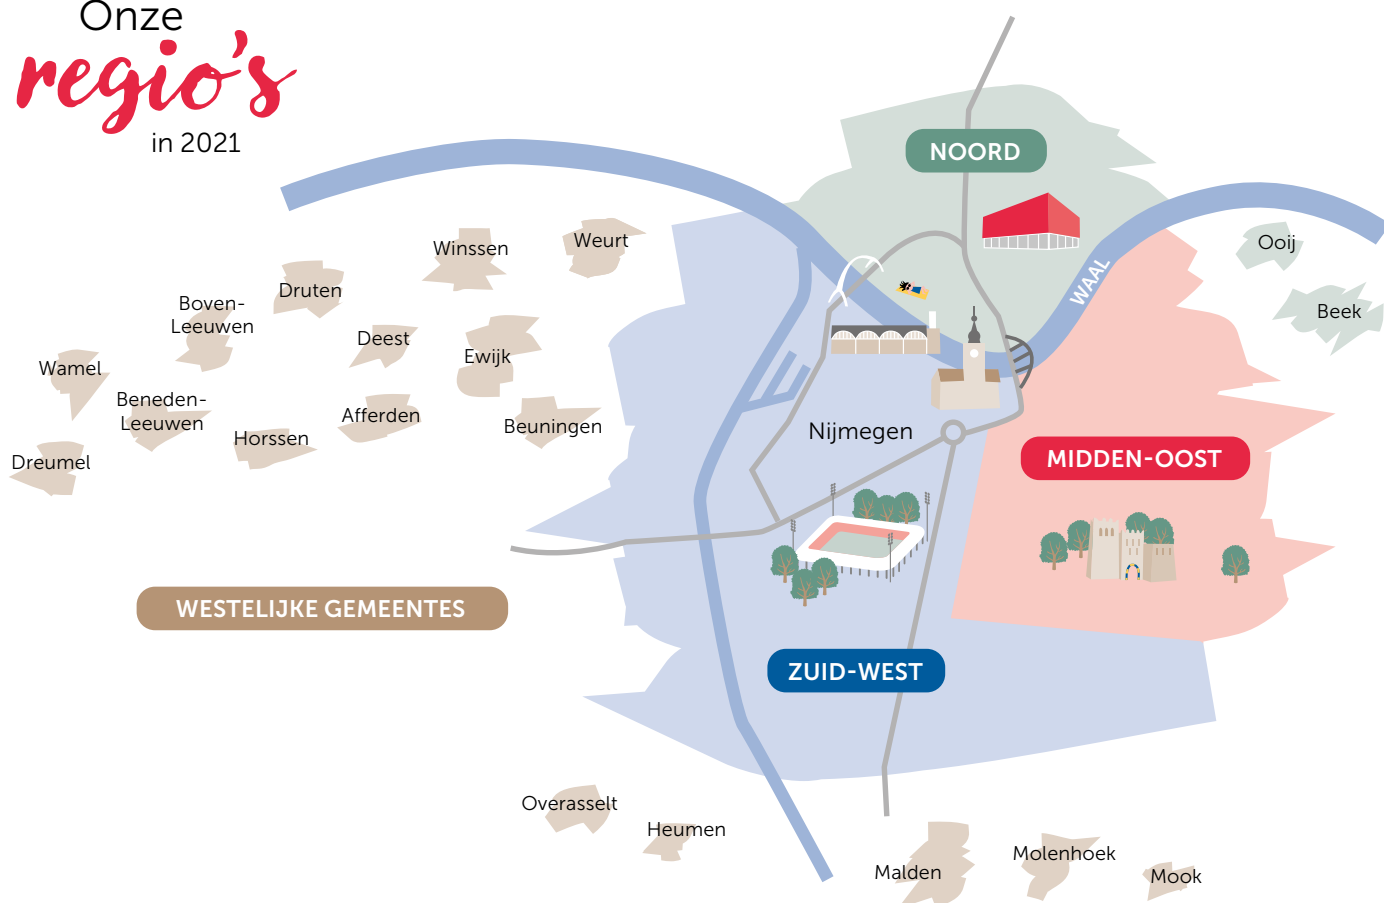 Onze
regio's
in 2021
NOORD
WAAL
Ooij
Beek
Winssen
Weurt
Druten
Boven-
Leeuwen
Deest
Ewijk
Wamel
Beneden-
Leeuwen
Afferden
Horssen
Beuningen
Dreumel
Nijmegen
MIDDEN-OOST
WESTELIJKE GEMEENTES
ZUID-WEST
Overasselt
Heumen
Malden
Molenhoek
Mook